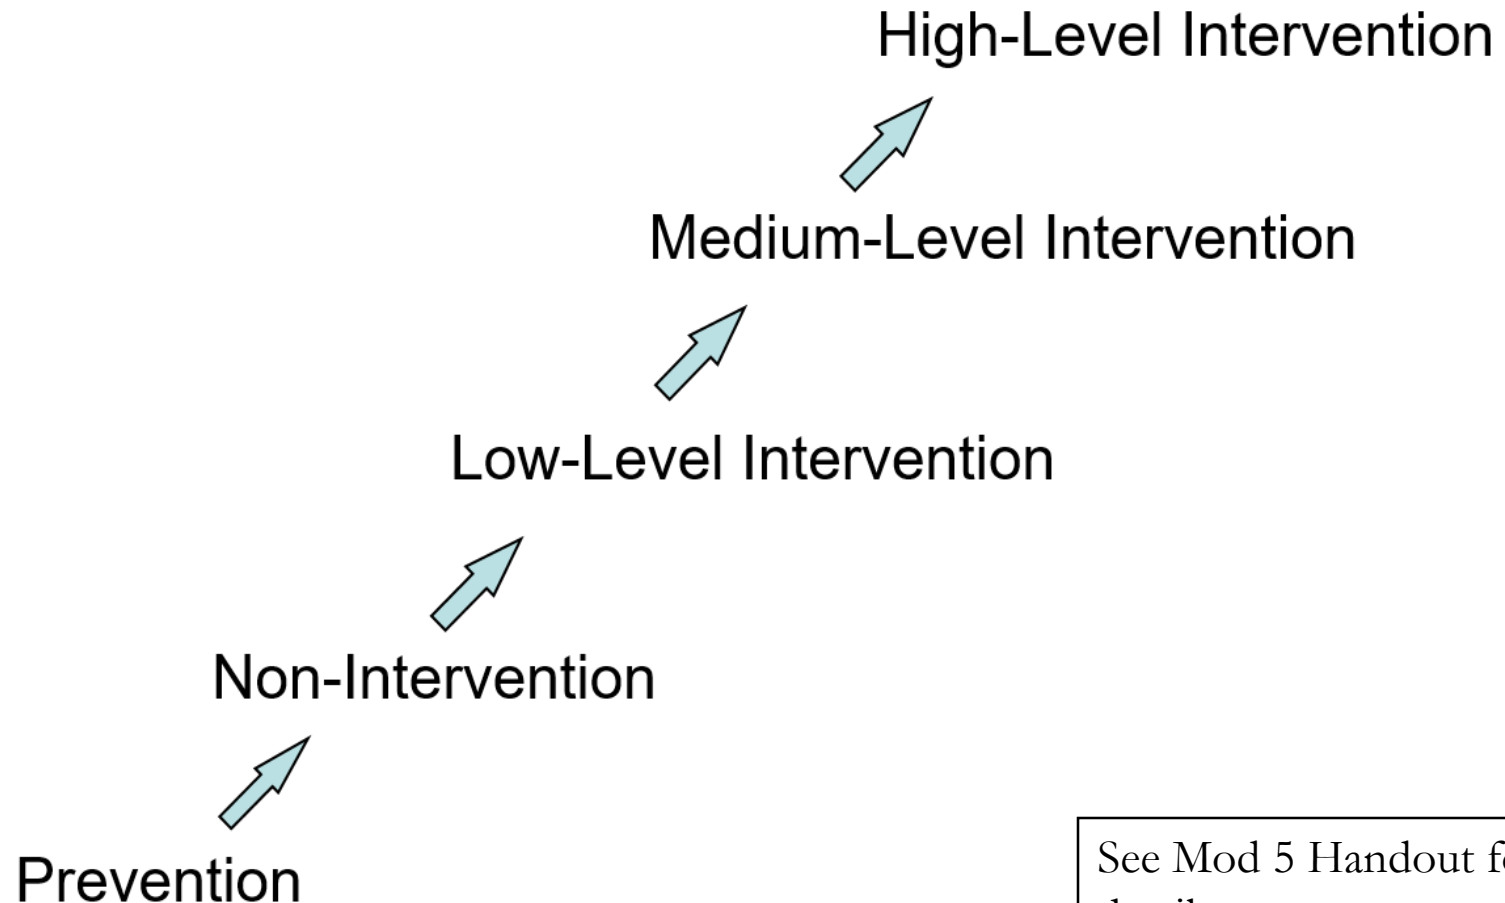 High-Level Intervention
Medium-Level Intervention
Low-Level Intervention
Non-Intervention
Prevention
See Mod 5 Handout